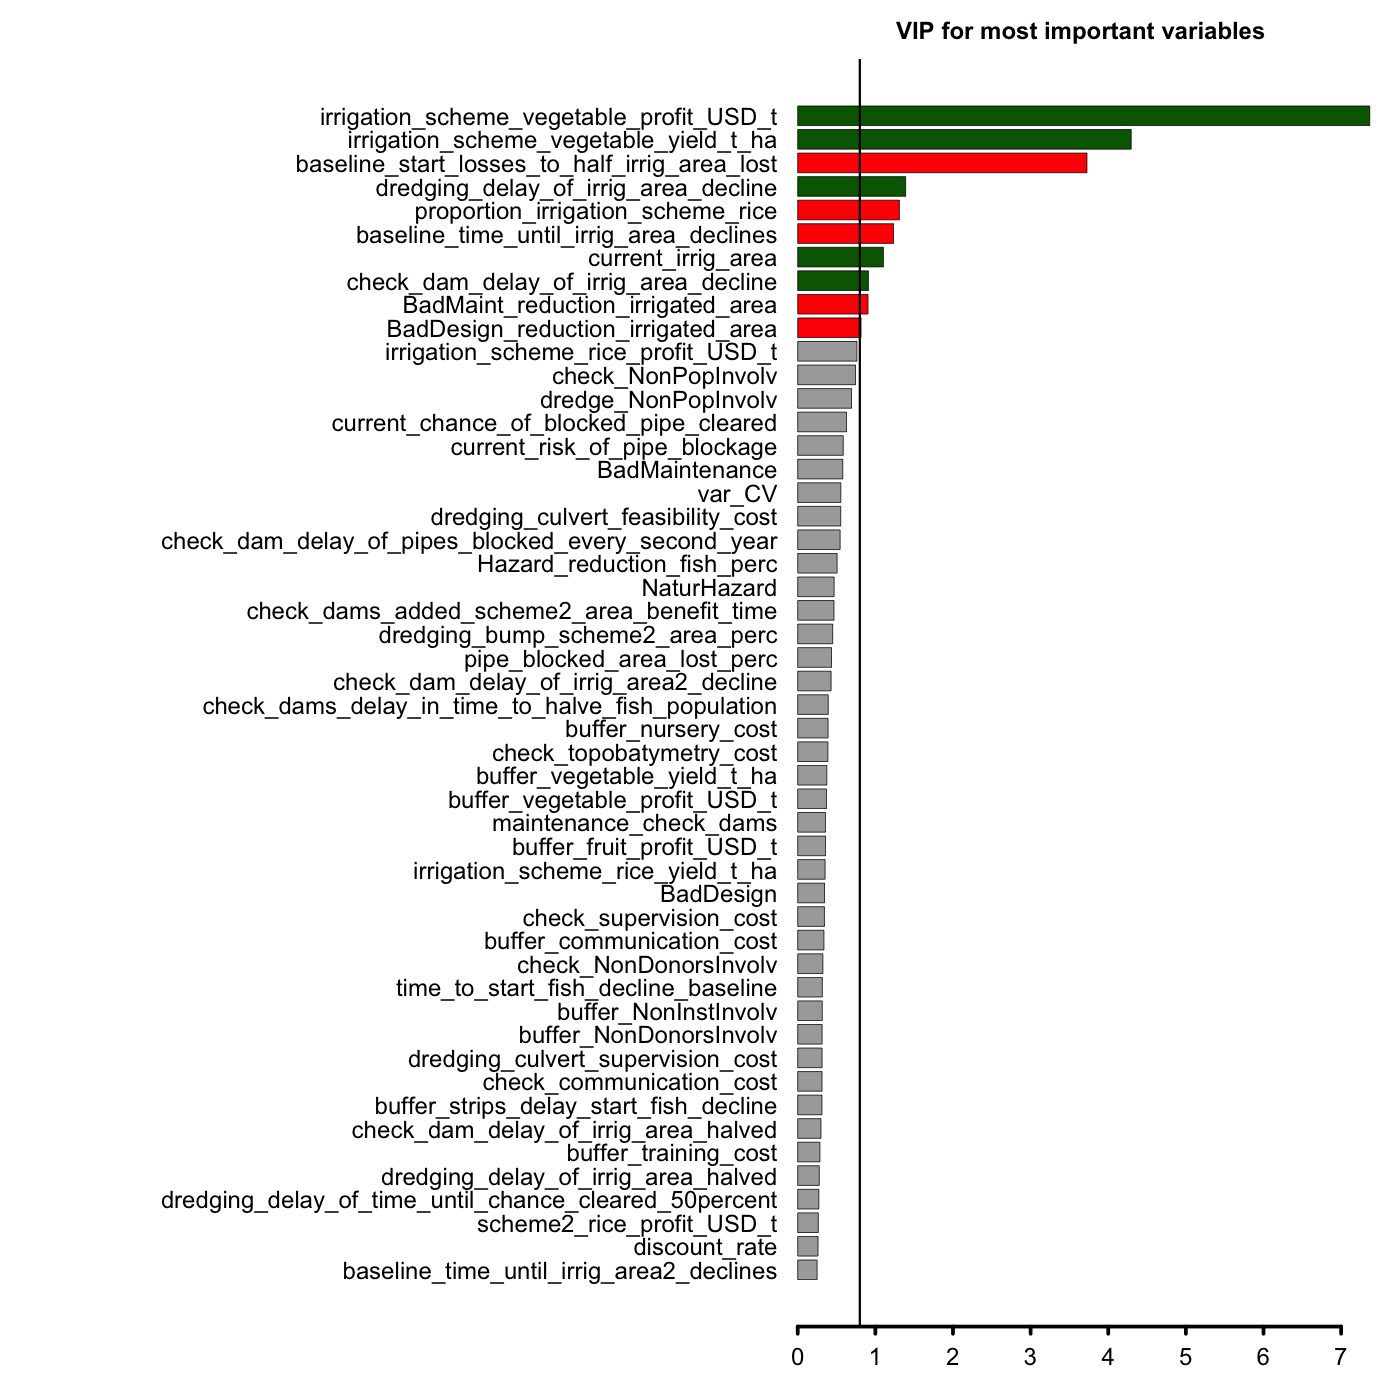 VIP for most important variables
irrigation_scheme_vegetable_profit_USD_t
irrigation_scheme_vegetable_yield_t_ha
baseline_start_losses_to_half_irrig_area_lost
dredging_delay_of_irrig_area_decline
proportion_irrigation_scheme_rice
baseline_time_until_irrig_area_declines
current_irrig_area
check_dam_delay_of_irrig_area_decline
BadMaint_reduction_irrigated_area
BadDesign_reduction_irrigated_area
irrigation_scheme_rice_profit_USD_t
check_NonPopInvolv
dredge_NonPopInvolv
current_chance_of_blocked_pipe_cleared
current_risk_of_pipe_blockage
BadMaintenance
var_CV
dredging_culvert_feasibility_cost
check_dam_delay_of_pipes_blocked_every_second_year
Hazard_reduction_fish_perc
NaturHazard
check_dams_added_scheme2_area_benefit_time
dredging_bump_scheme2_area_perc
pipe_blocked_area_lost_perc
check_dam_delay_of_irrig_area2_decline
check_dams_delay_in_time_to_halve_fish_population
buffer_nursery_cost
check_topobatymetry_cost
buffer_vegetable_yield_t_ha
buffer_vegetable_profit_USD_t
maintenance_check_dams
buffer_fruit_profit_USD_t
irrigation_scheme_rice_yield_t_ha
BadDesign
check_supervision_cost
buffer_communication_cost
check_NonDonorsInvolv
time_to_start_fish_decline_baseline
buffer_NonInstInvolv
buffer_NonDonorsInvolv
dredging_culvert_supervision_cost
check_communication_cost
buffer_strips_delay_start_fish_decline
check_dam_delay_of_irrig_area_halved
buffer_training_cost
dredging_delay_of_irrig_area_halved
dredging_delay_of_time_until_chance_cleared_50percent
scheme2_rice_profit_USD_t
discount_rate
baseline_time_until_irrig_area2_declines
0 1 2 3 4 5 6 7